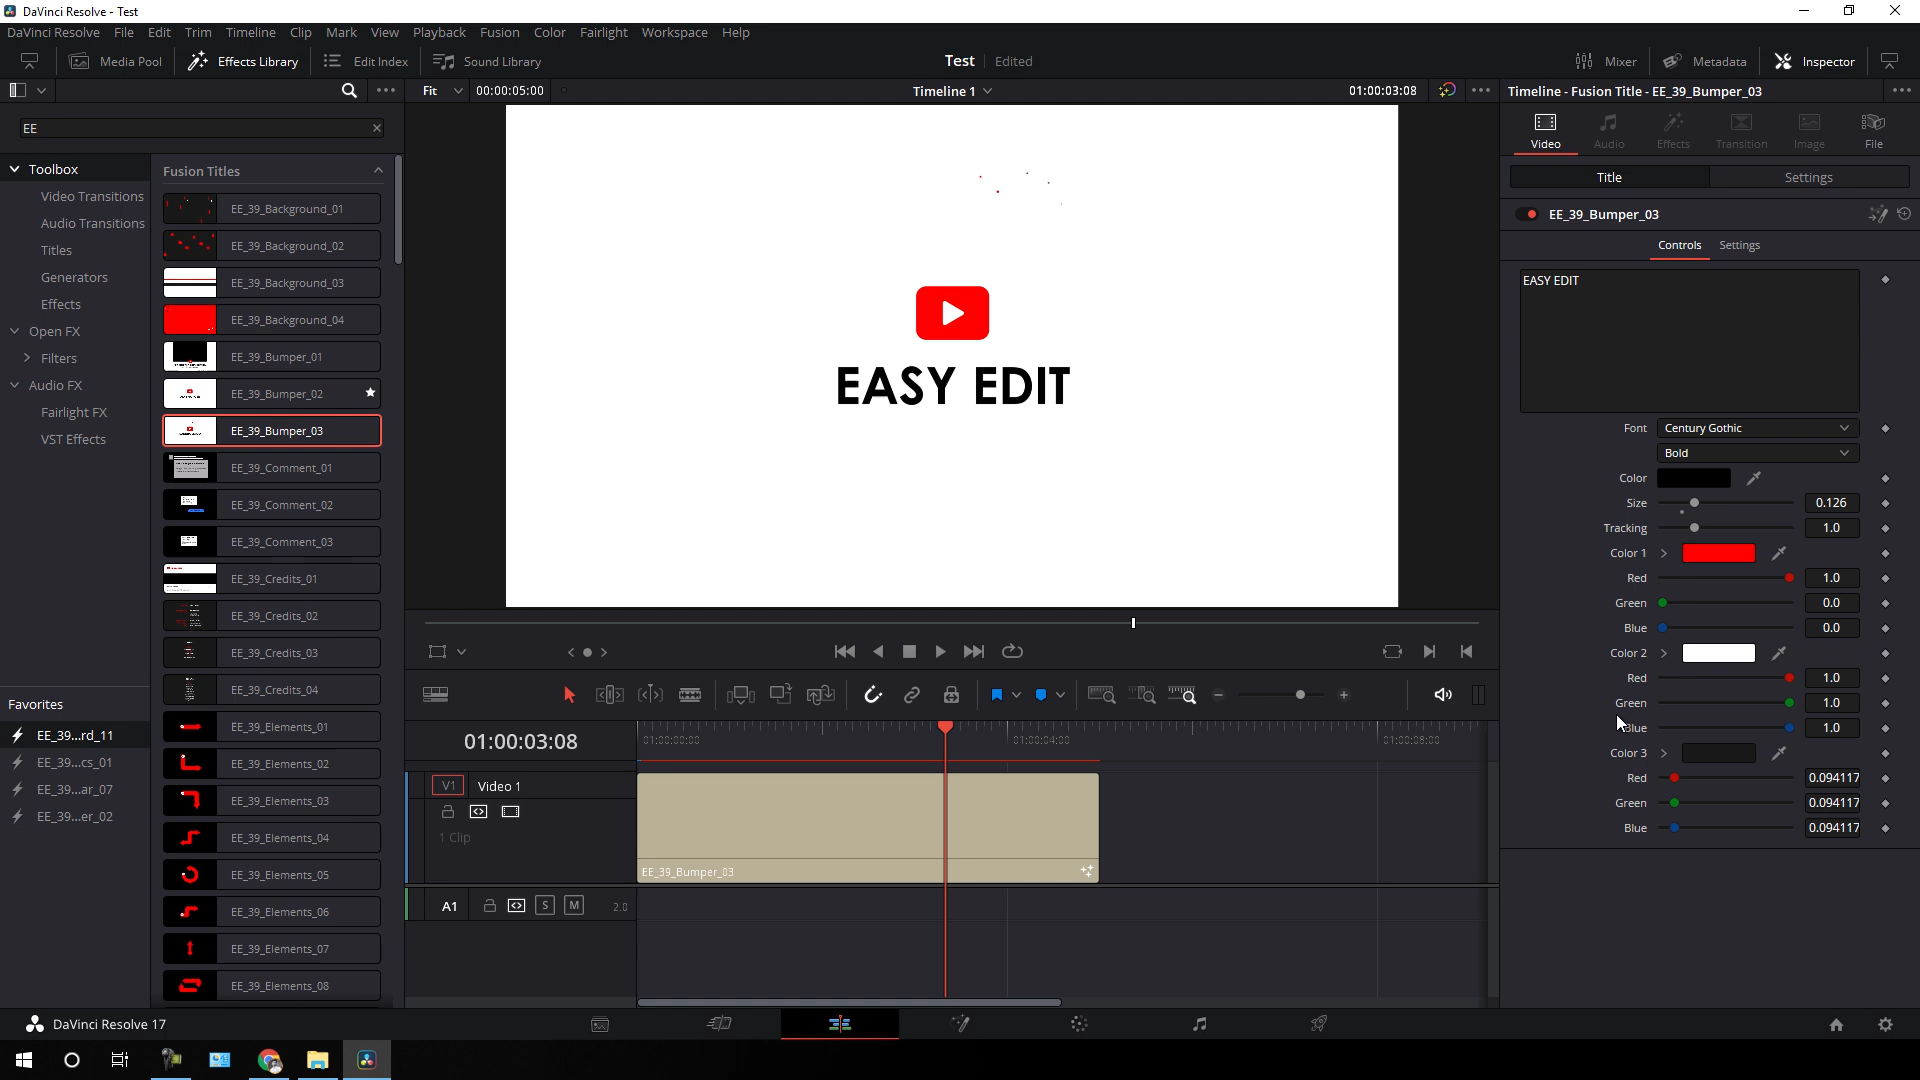 DaVinci Resolve - Test
DaVinci Resolve File Edit Trim Timeline Clip Mark View Playback Fusion Color Fairlight Workspace Help
Media Pool Effects Library Edit Index Sound Library Test Edited Mixer Metadata Inspector
Fit 00:00:05:00 Timeline 1 01:00:03:08 Timeline - Fusion Title - EE_39_Bumper_03
EE
Toolbox
Video Transitions
Audio Transitions
Titles
Generators
Effects
Open FX
Filters
Audio FX
Fairlight FX
VST Effects
Favorites
EE_39...rd_11
EE_39...cs_01
EE_39...ar_07
EE_39...er_02
Fusion Titles
EE_39_Background_01
EE_39_Background_02
EE_39_Background_03
EE_39_Background_04
EE_39_Bumper_01
EE_39_Bumper_02
EE_39_Bumper_03
EE_39_Comment_01
EE_39_Comment_02
EE_39_Comment_03
EE_39_Credits_01
EE_39_Credits_02
EE_39_Credits_03
EE_39_Credits_04
EE_39_Elements_01
EE_39_Elements_02
EE_39_Elements_03
EE_39_Elements_04
EE_39_Elements_05
EE_39_Elements_06
EE_39_Elements_07
EE_39_Elements_08
EASY EDIT
01:00:03:08 01:00:00:00 01:00:04:00 01:00:08:00
V1 Video 1
1 Clip
EE_39_Bumper_03
A1 S M 2.0
Video Audio Effects Transition Image File
Title Settings
EE_39_Bumper_03
Controls Settings
EASY EDIT
Font Century Gothic
Bold
Color
Size 0.126
Tracking 1.0
Color 1
Red 1.0
Green 0.0
Blue 0.0
Color 2
Red 1.0
Green 1.0
Blue 1.0
Color 3
Red 0.094117
Green 0.094117
Blue 0.094117
DaVinci Resolve 17